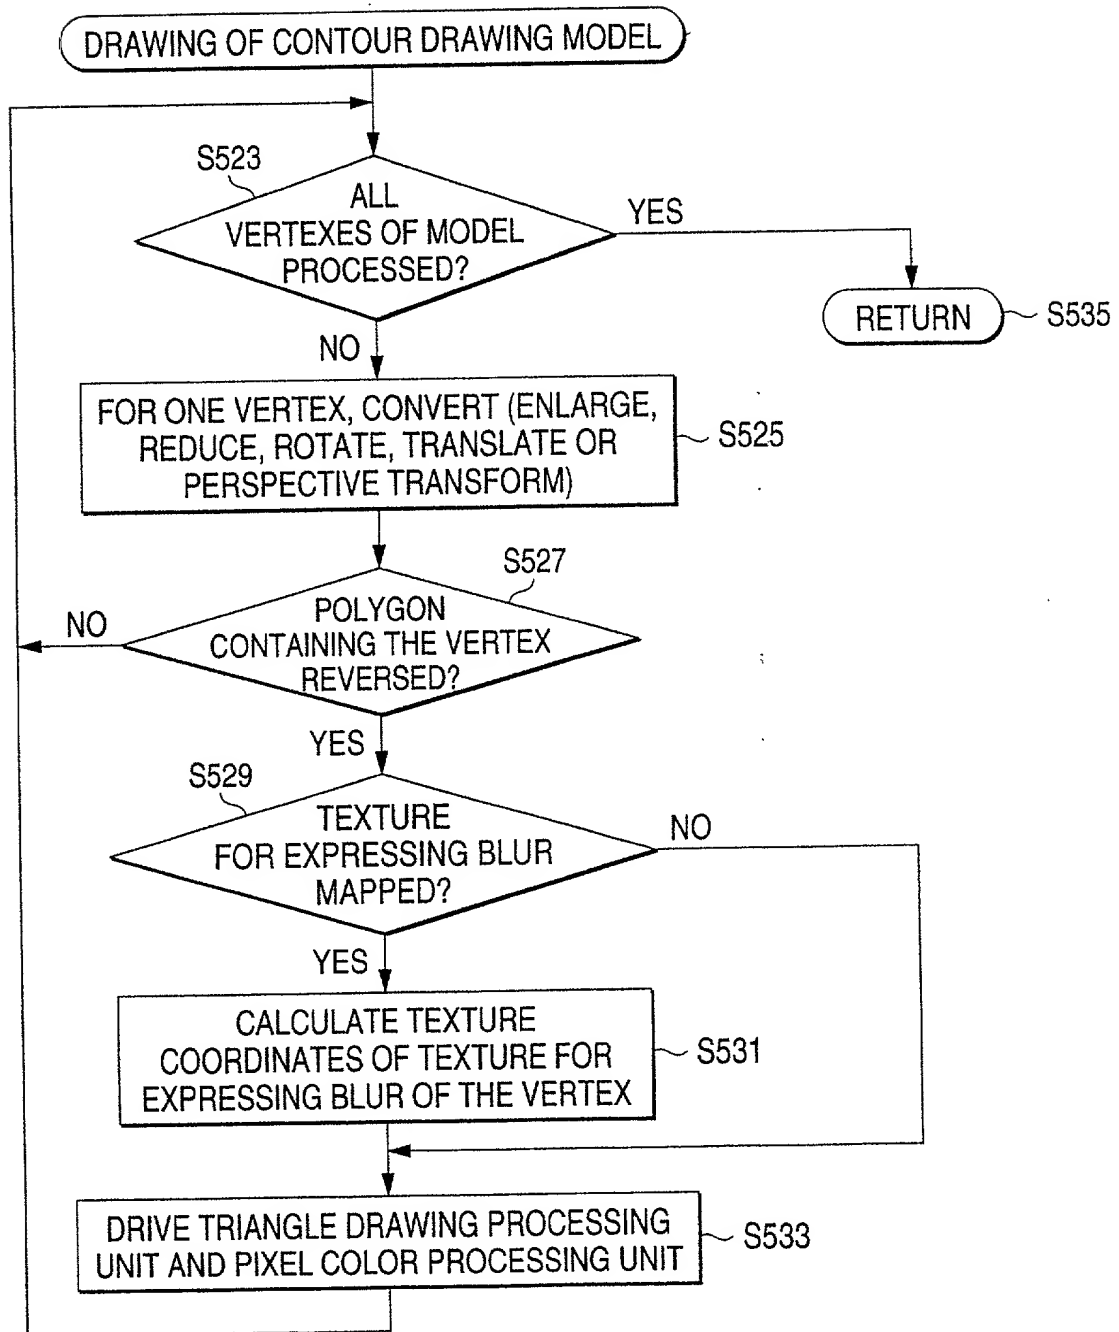 DRAWING OF CONTOUR DRAWING MODEL
S523
ALL
VERTEXES OF MODEL
PROCESSED?
YES
RETURN
S535
NO
FOR ONE VERTEX, CONVERT (ENLARGE,
REDUCE, ROTATE, TRANSLATE OR
PERSPECTIVE TRANSFORM)
S525
S527
POLYGON
CONTAINING THE VERTEX
REVERSED?
NO
YES
S529
TEXTURE
FOR EXPRESSING BLUR
MAPPED?
NO
YES
CALCULATE TEXTURE
COORDINATES OF TEXTURE FOR
EXPRESSING BLUR OF THE VERTEX
S531
DRIVE TRIANGLE DRAWING PROCESSING
UNIT AND PIXEL COLOR PROCESSING UNIT
S533